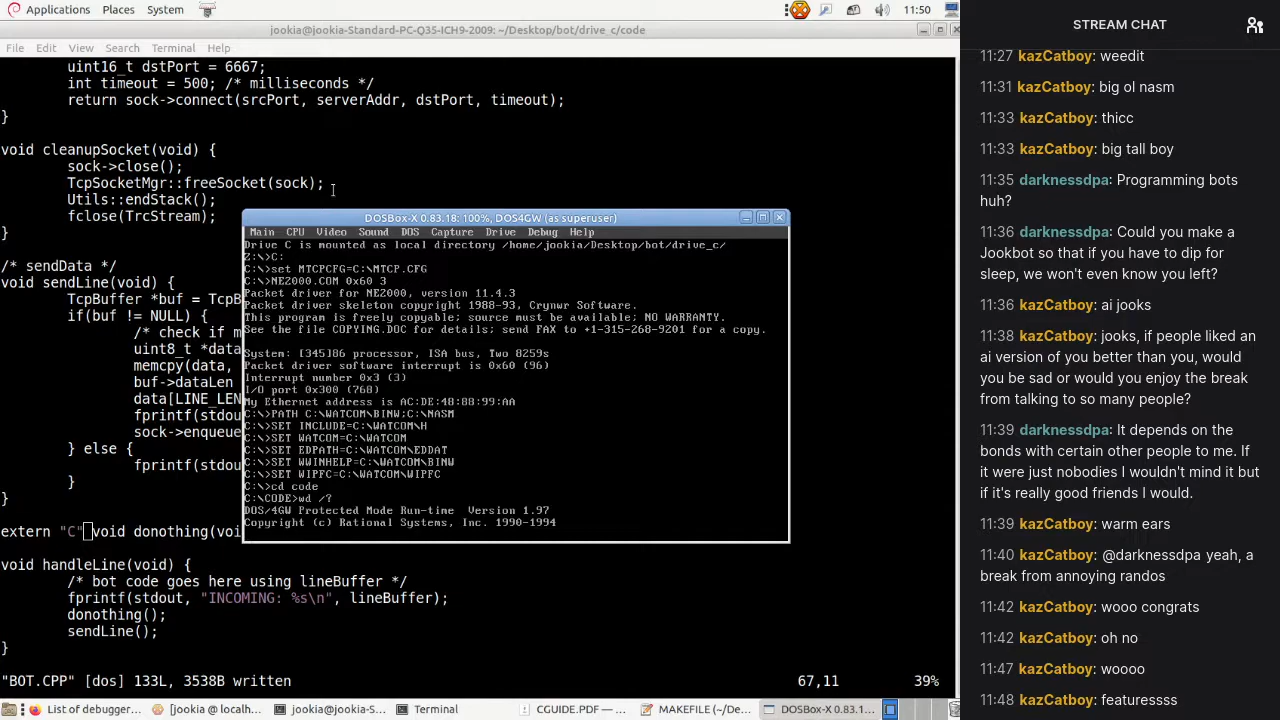 Applications Places System 11:50
jookia@jookia-Standard-PC-Q35-ICH9-2009: ~/Desktop/bot/drive_c/code
File Edit View Search Terminal Help
uint16_t dstPort = 6667;
int timeout = 500; /* milliseconds */
return sock->connect(srcPort, serverAddr, dstPort, timeout);
}
void cleanupSocket(void) {
sock->close();
TcpSocketMgr::freeSocket(sock);
Utils::endStack();
fclose(TrcStream);
}
/* sendData */
void sendLine(void) {
TcpBuffer *buf = TcpB
if(buf != NULL) {
/* check if m
uint8_t *data
memcpy(data,
buf->dataLen
data[LINE_LEN
fprintf(stdou
sock->enqueue
} else {
fprintf(stdou
}
}
extern "C" void donothing(voi
void handleLine(void) {
/* bot code goes here using lineBuffer */
fprintf(stdout, "INCOMING: %s\n", lineBuffer);
donothing();
sendLine();
}
"BOT.CPP" [dos] 133L, 3538B written 67,11 39%
DOSBox-X 0.83.18: 100%, DOS4GW (as superuser)
Main CPU Video Sound DOS Capture Drive Debug Help
Drive C is mounted as local directory /home/jookia/Desktop/bot/drive_c/
Z:\>C:
C:\>set MTCPCFG=C:\MTCP.CFG
C:\>NE2000.COM 0x60 3
Packet driver for NE2000, version 11.4.3
Packet driver skeleton copyright 1988-93, Crynwr Software.
This program is freely copyable; source must be available; NO WARRANTY.
See the file COPYING.DOC for details; send FAX to +1-315-268-9201 for a copy.
System: [345]86 processor, ISA bus, Two 8259s
Packet driver software interrupt is 0x60 (96)
Interrupt number 0x3 (3)
I/O port 0x300 (768)
My Ethernet address is AC:DE:48:88:99:AA
C:\>PATH C:\WATCOM\BINW;C:\NASM
C:\>SET INCLUDE=C:\WATCOM\H
C:\>SET WATCOM=C:\WATCOM
C:\>SET EDPATH=C:\WATCOM\EDDAT
C:\>SET WWINHELP=C:\WATCOM\BINW
C:\>SET WIPFC=C:\WATCOM\WIPFC
C:\>cd code
C:\CODE>wd /?
DOS/4GW Protected Mode Run-time Version 1.97
Copyright (c) Rational Systems, Inc. 1990-1994
List of debugger...
[jookia @ localh...
jookia@jookia-S...
Terminal
CGUIDE.PDF — ...
MAKEFILE (~/De...
DOSBox-X 0.83.1...
STREAM CHAT
11:27 kazCatboy: weedit
11:31 kazCatboy: big ol nasm
11:33 kazCatboy: thicc
11:33 kazCatboy: big tall boy
11:35 darknessdpa: Programming bots
huh?
11:36 darknessdpa: Could you make a
Jookbot so that if you have to dip for
sleep, we won't even know you left?
11:36 kazCatboy: ai jooks
11:38 kazCatboy: jooks, if people liked an
ai version of you better than you, would
you be sad or would you enjoy the break
from talking to so many people?
11:39 darknessdpa: It depends on the
bonds with certain other people to me. If
it were just nobodies I wouldn't mind it but
if it's really good friends I would.
11:39 kazCatboy: warm ears
11:40 kazCatboy: @darknessdpa yeah, a
break from annoying randos
11:42 kazCatboy: wooo congrats
11:42 kazCatboy: oh no
11:47 kazCatboy: woooo
11:48 kazCatboy: featuressss